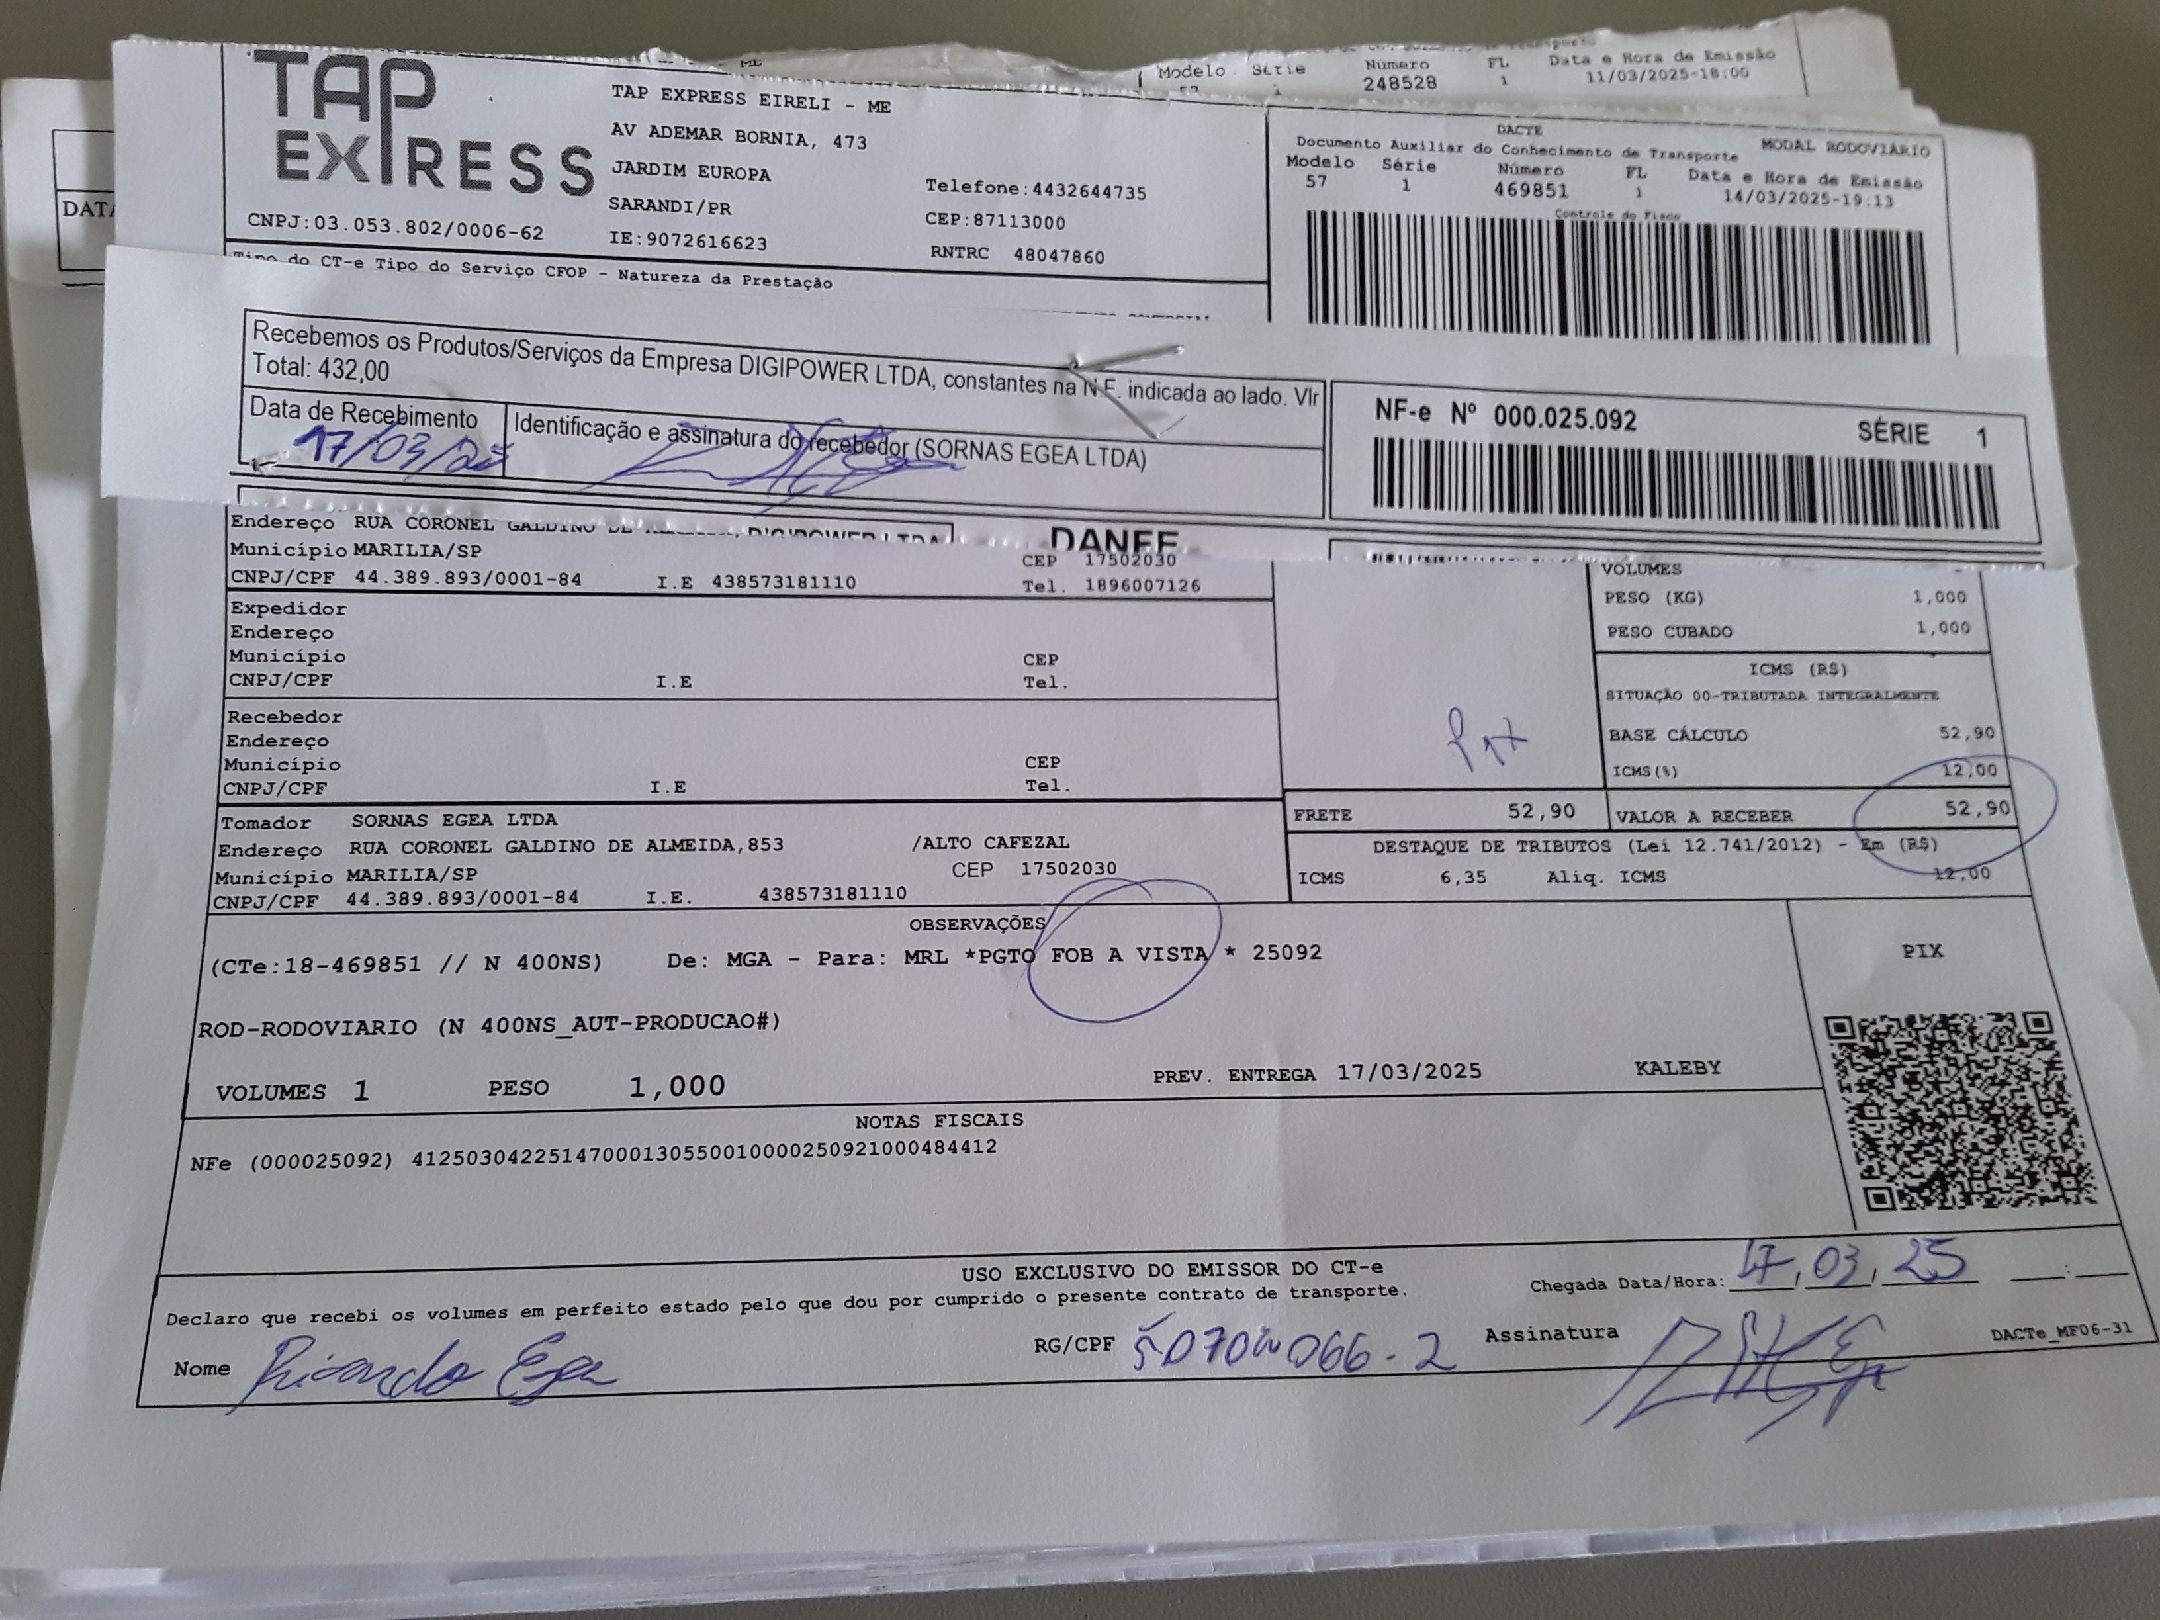 Modelo Série Número FL Data e Hora de Emissão
248528 1 11/03/2025-18:00
DATA
TAP EXPRESS
CNPJ:03.053.802/0006-62
TAP EXPRESS EIRELI - ME
AV ADEMAR BORNIA, 473
JARDIM EUROPA
SARANDI/PR
IE:9072616623
Telefone:4432644735
CEP:87113000
RNTRC 48047860
DACTE MODAL RODOVIARIO
Documento Auxiliar do Conhecimento de Transporte
Modelo Série Número FL Data e Hora de Emissão
57 1 469851 1 14/03/2025-19:13
Controle do Fisco
Tipo do CT-e Tipo do Serviço CFOP - Natureza da Prestação
Recebemos os Produtos/Serviços da Empresa DIGIPOWER LTDA, constantes na N.F. indicada ao lado. Vlr
Total: 432,00
Data de Recebimento Identificação e assinatura do recebedor (SORNAS EGEA LTDA)
17/03/25
NF-e Nº 000.025.092 SÉRIE 1
DIGIPOWER LTDA
DANFE
Endereço RUA CORONEL GALDINO DE
Município MARILIA/SP CEP 17502030
CNPJ/CPF 44.389.893/0001-84 I.E 438573181110 Tel. 1896007126
Expedidor
Endereço
Município CEP
CNPJ/CPF I.E Tel.
Recebedor
Endereço
Município CEP
CNPJ/CPF I.E Tel.
VOLUMES
PESO (KG) 1,000
PESO CUBADO 1,000
ICMS (R$)
SITUAÇÃO 00-TRIBUTADA INTEGRALMENTE
BASE CÁLCULO 52,90
ICMS(%) 12,00
FRETE 52,90 VALOR A RECEBER 52,90
DESTAQUE DE TRIBUTOS (Lei 12.741/2012) - Em (R$)
ICMS 6,35 Aliq. ICMS 12,00
Tomador SORNAS EGEA LTDA
Endereço RUA CORONEL GALDINO DE ALMEIDA,853 /ALTO CAFEZAL
Município MARILIA/SP CEP 17502030
CNPJ/CPF 44.389.893/0001-84 I.E. 438573181110
OBSERVAÇÕES
(CTe:18-469851 // N 400NS) De: MGA - Para: MRL *PGTO FOB A VISTA * 25092
ROD-RODOVIARIO (N 400NS_AUT-PRODUCAO#)
VOLUMES 1 PESO 1,000 PREV. ENTREGA 17/03/2025 KALEBY
PIX
NOTAS FISCAIS
NFe (000025092) 41250304225147000130550010000250921000484412
USO EXCLUSIVO DO EMISSOR DO CT-e
Declaro que recebi os volumes em perfeito estado pelo que dou por cumprido o presente contrato de transporte.
Chegada Data/Hora: 17,03,25 __:__
Nome Ricardo Egea RG/CPF Assinatura DACTe_MF06-31